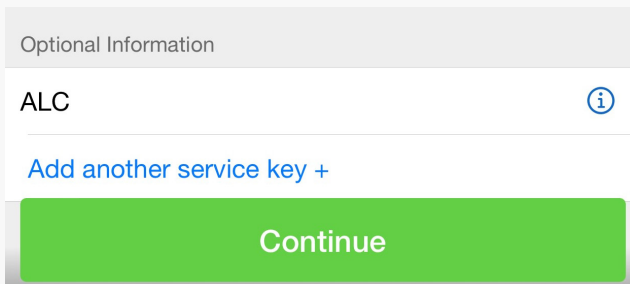 Optional Information
ALC
Add another service key +
Continue